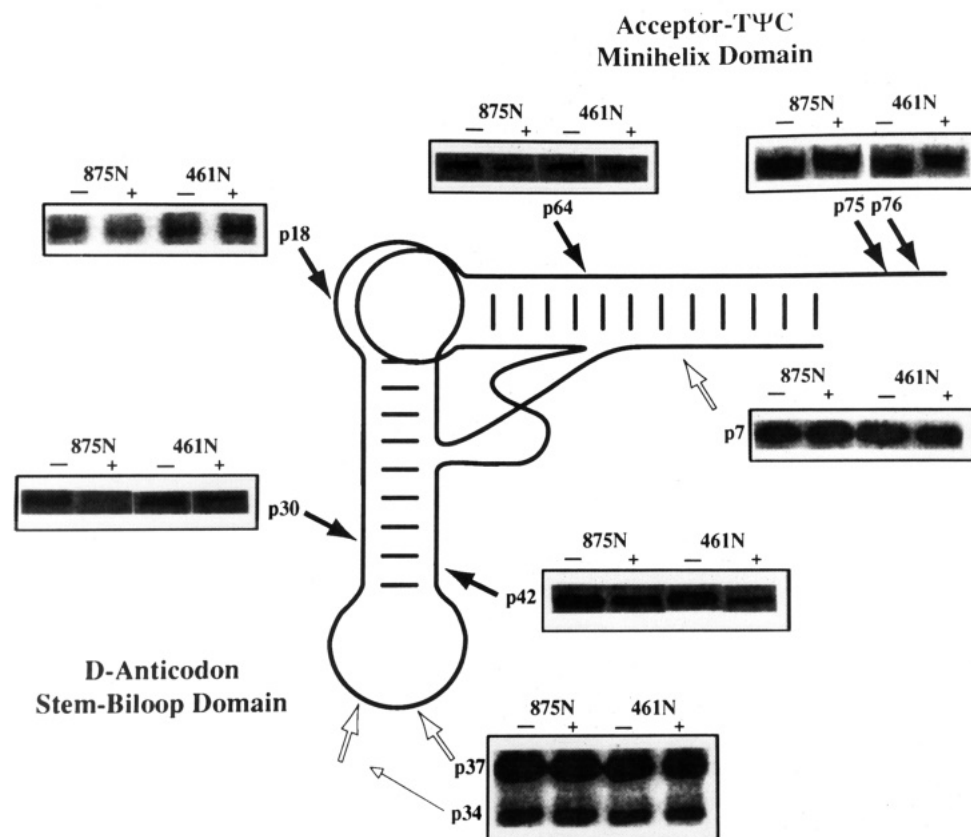 Acceptor-TΨC
Minihelix Domain
875N 461N
— + — +
p64
875N 461N
— + — +
p75 p76
875N 461N
— + — +
p18
875N 461N
— + — +
p7
875N 461N
— + — +
p30
875N 461N
— + — +
p42
D-Anticodon
Stem-Biloop Domain
875N 461N
— + — +
p37
p34